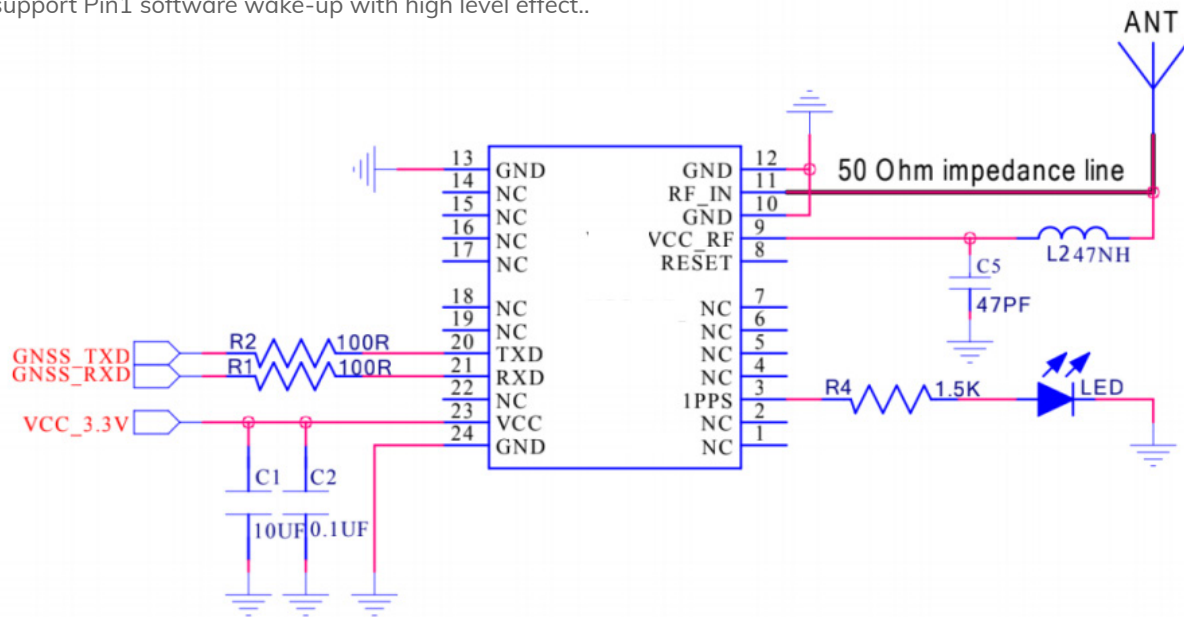 support Pin1 software wake-up with high level effect..
ANT
50 Ohm impedance line
13 GND
14 NC
15 NC
16 NC
17 NC
18 NC
19 NC
20 TXD
21 RXD
22 NC
23 VCC
24 GND
GND 12
RF_IN 11
GND 10
VCC_RF 9
RESET 8
NC 7
NC 6
NC 5
NC 4
1PPS 3
NC 2
NC 1
L2 47NH
C5
47PF
GNSS_TXD R2 100R
GNSS_RXD R1 100R
VCC_3.3V
R4 1.5K LED
C1 C2
10UF 0.1UF